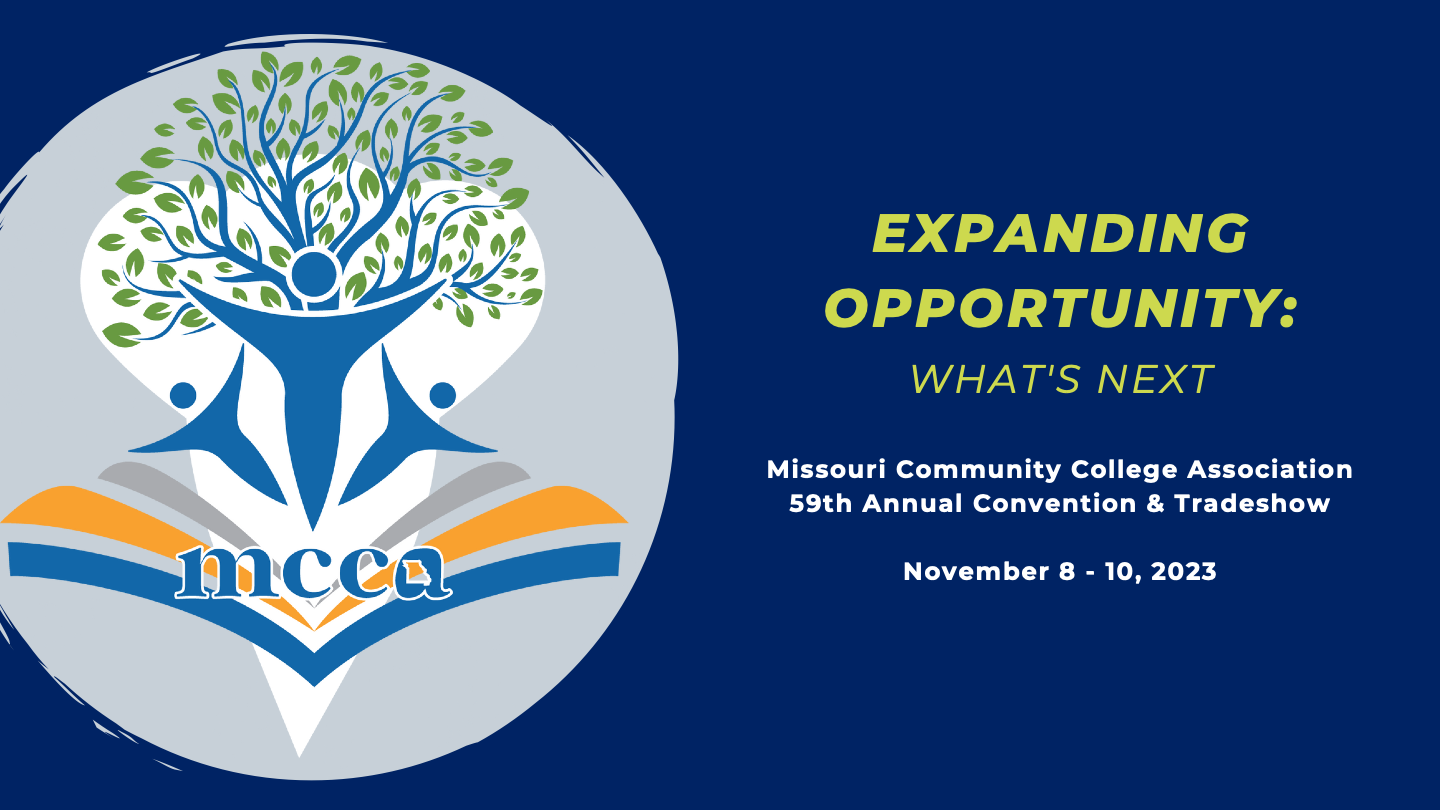 mcca
EXPANDING
OPPORTUNITY:
WHAT'S NEXT
Missouri Community College Association
59th Annual Convention & Tradeshow
November 8 - 10, 2023